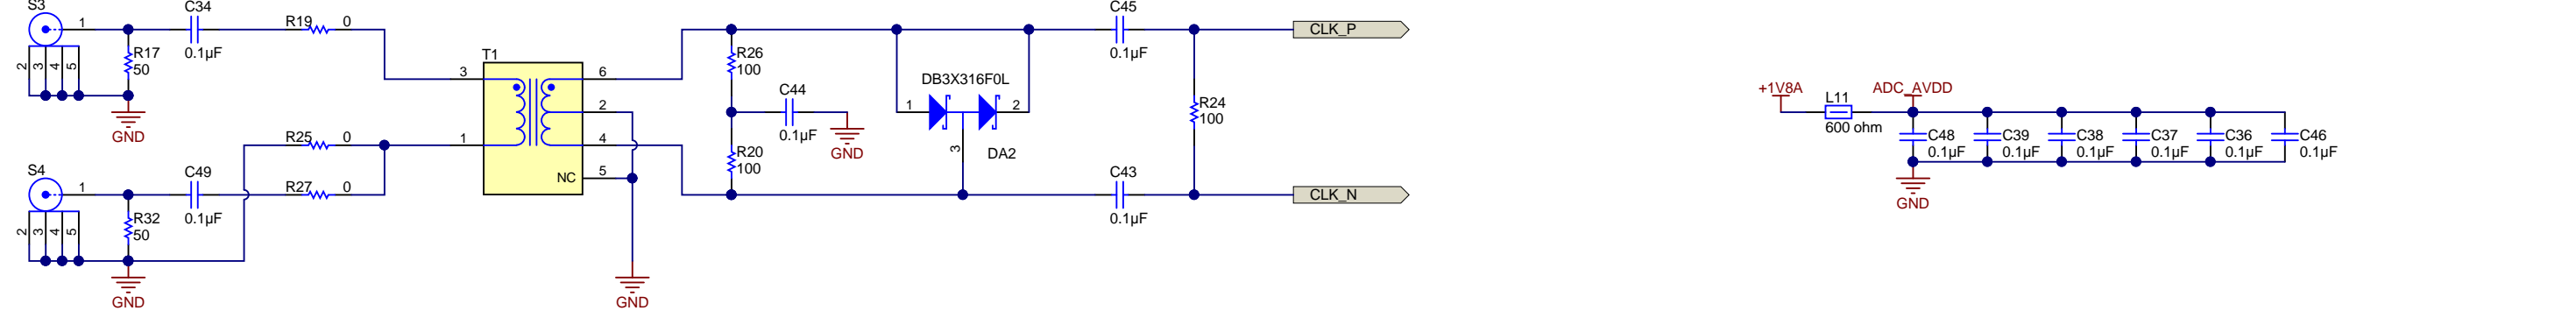 S3
1
2
3
4
5
R17
50
GND
C34
0.1µF
R19
0
S4
1
2
3
4
5
R32
50
GND
C49
0.1µF
R25
0
R27
0
T1
3
1
6
2
4
5
NC
GND
R26
100
R20
100
C44
0.1µF
GND
DB3X316F0L
1
2
3
DA2
C45
0.1µF
C43
0.1µF
R24
100
CLK_P
CLK_N
+1V8A
L11
600 ohm
ADC_AVDD
C48
0.1µF
C39
0.1µF
C38
0.1µF
C37
0.1µF
C36
0.1µF
C46
0.1µF
GND